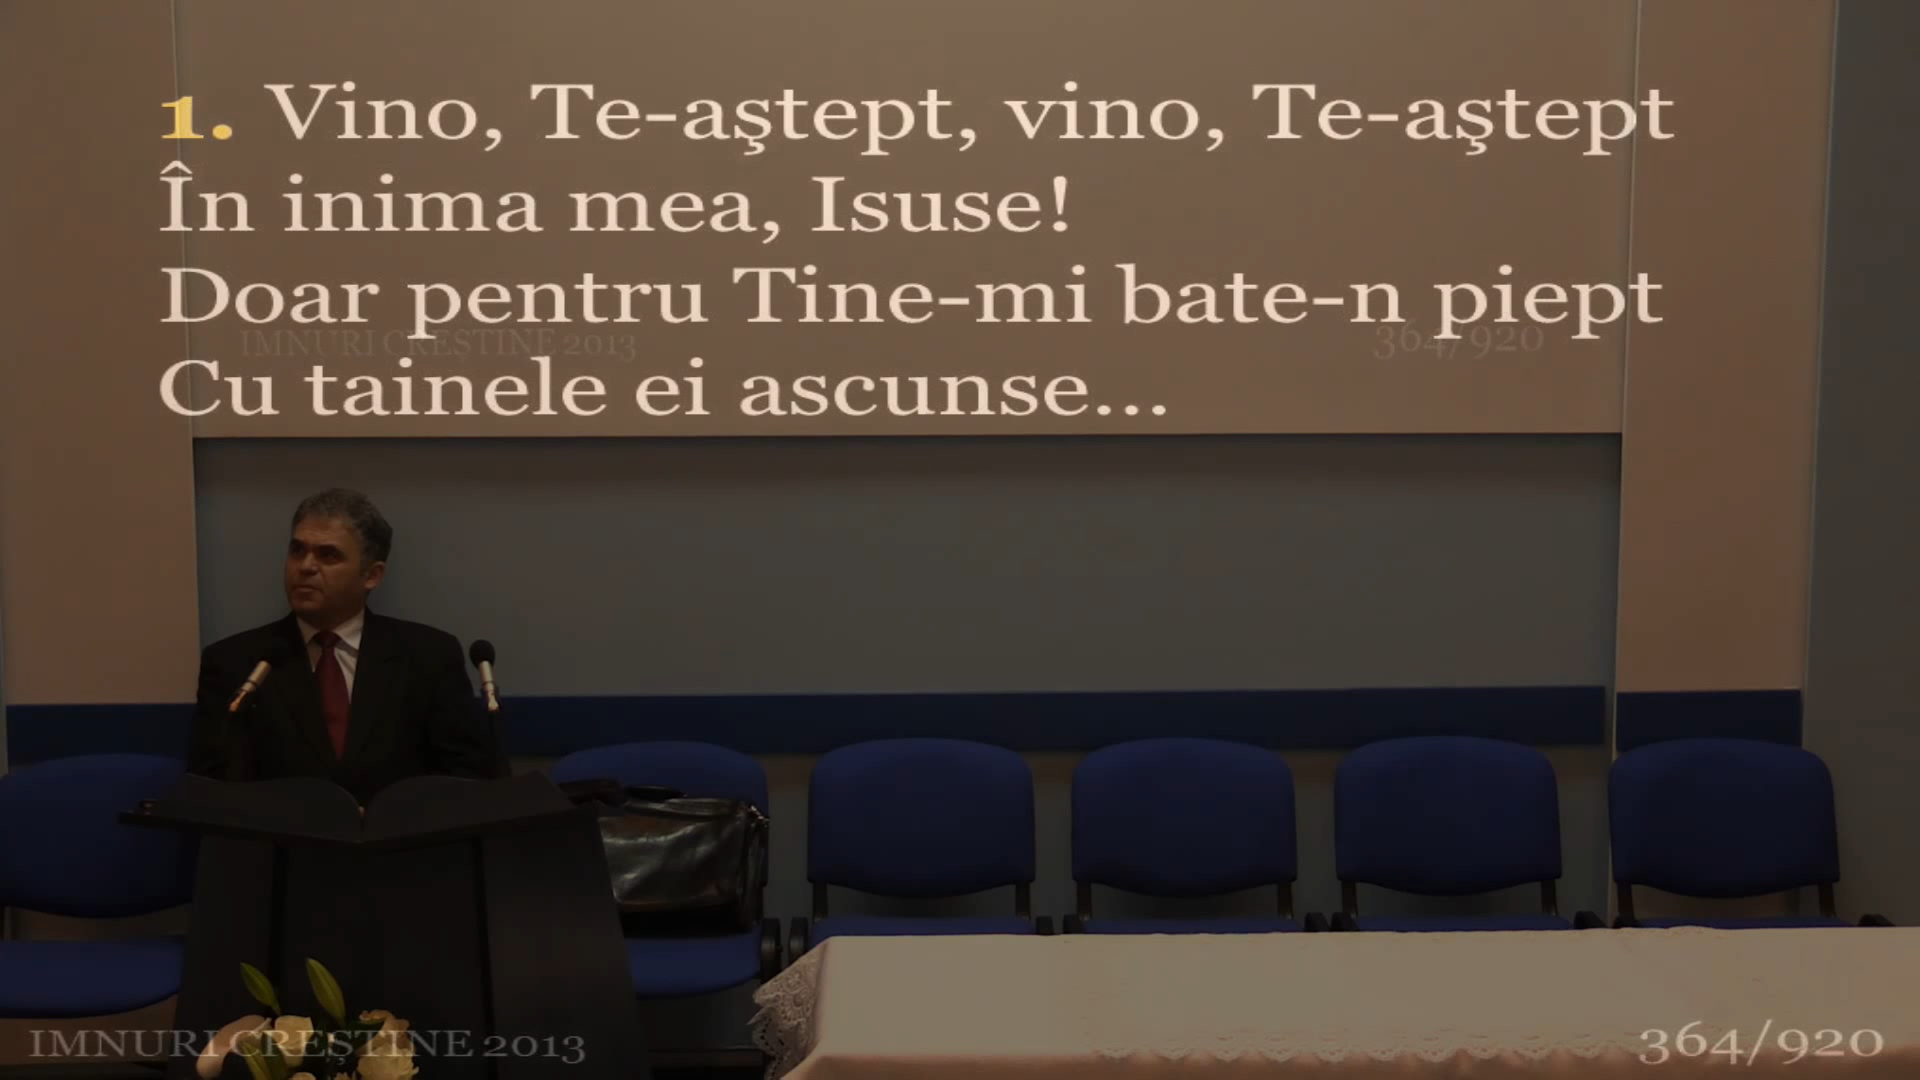 1. Vino, Te-aştept, vino, Te-aştept
În inima mea, Isuse!
Doar pentru Tine-mi bate-n piept
IMNURI CREŞTINE 2013 364/920
Cu tainele ei ascunse...
IMNURI CREŞTINE 2013 364/920